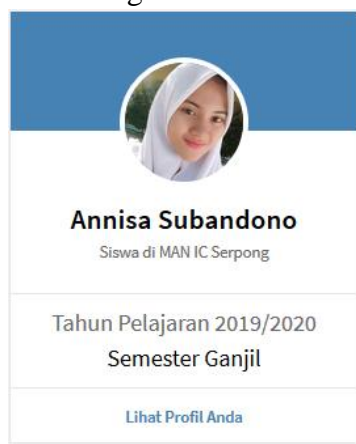 Annisa Subandono
Siswa di MAN IC Serpong
Tahun Pelajaran 2019/2020
Semester Ganjil
Lihat Profil Anda